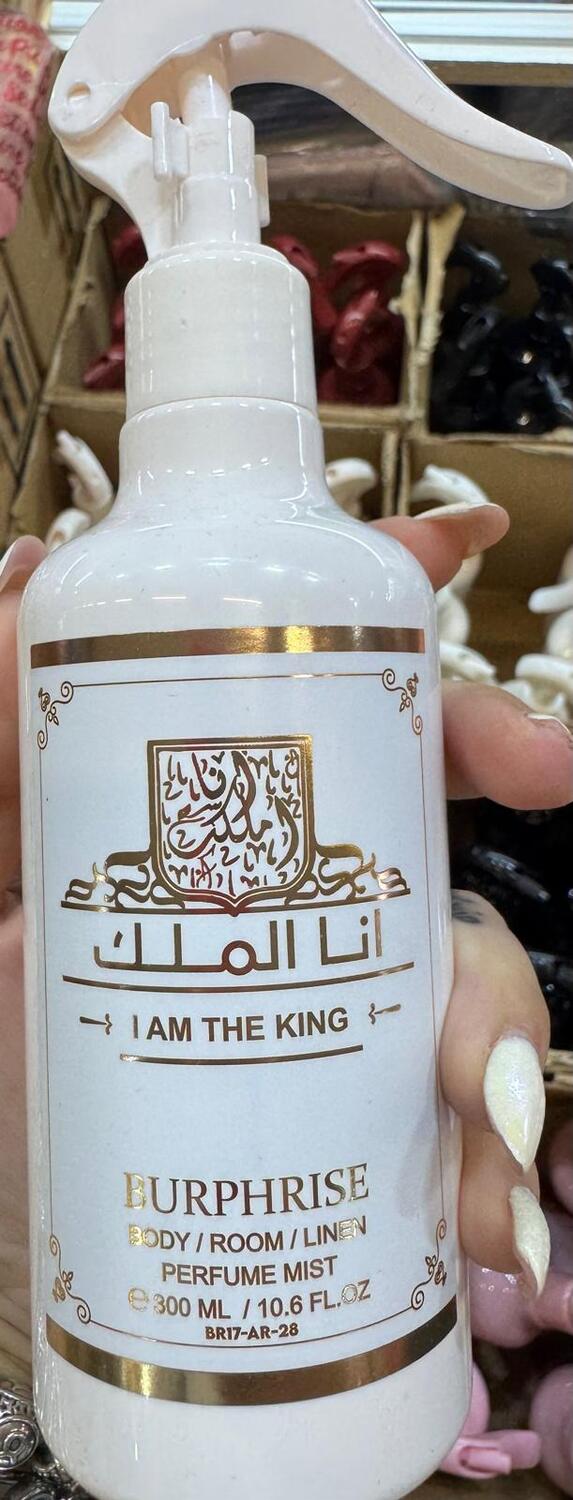 انا الملك
I AM THE KING
BURPHRISE
BODY / ROOM / LINEN
PERFUME MIST
℮ 300 ML / 10.6 FL.OZ
BR17-AR-28